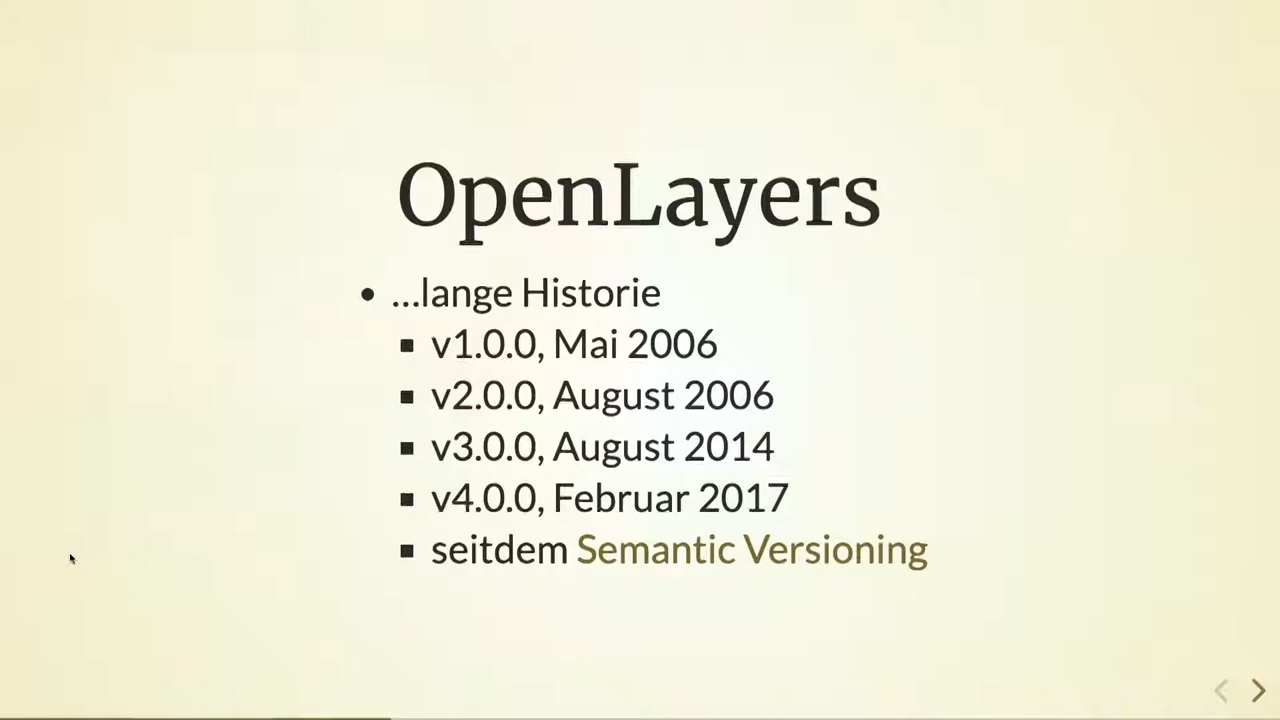 OpenLayers
• ...lange Historie
▪ v1.0.0, Mai 2006
▪ v2.0.0, August 2006
▪ v3.0.0, August 2014
▪ v4.0.0, Februar 2017
▪ seitdem Semantic Versioning